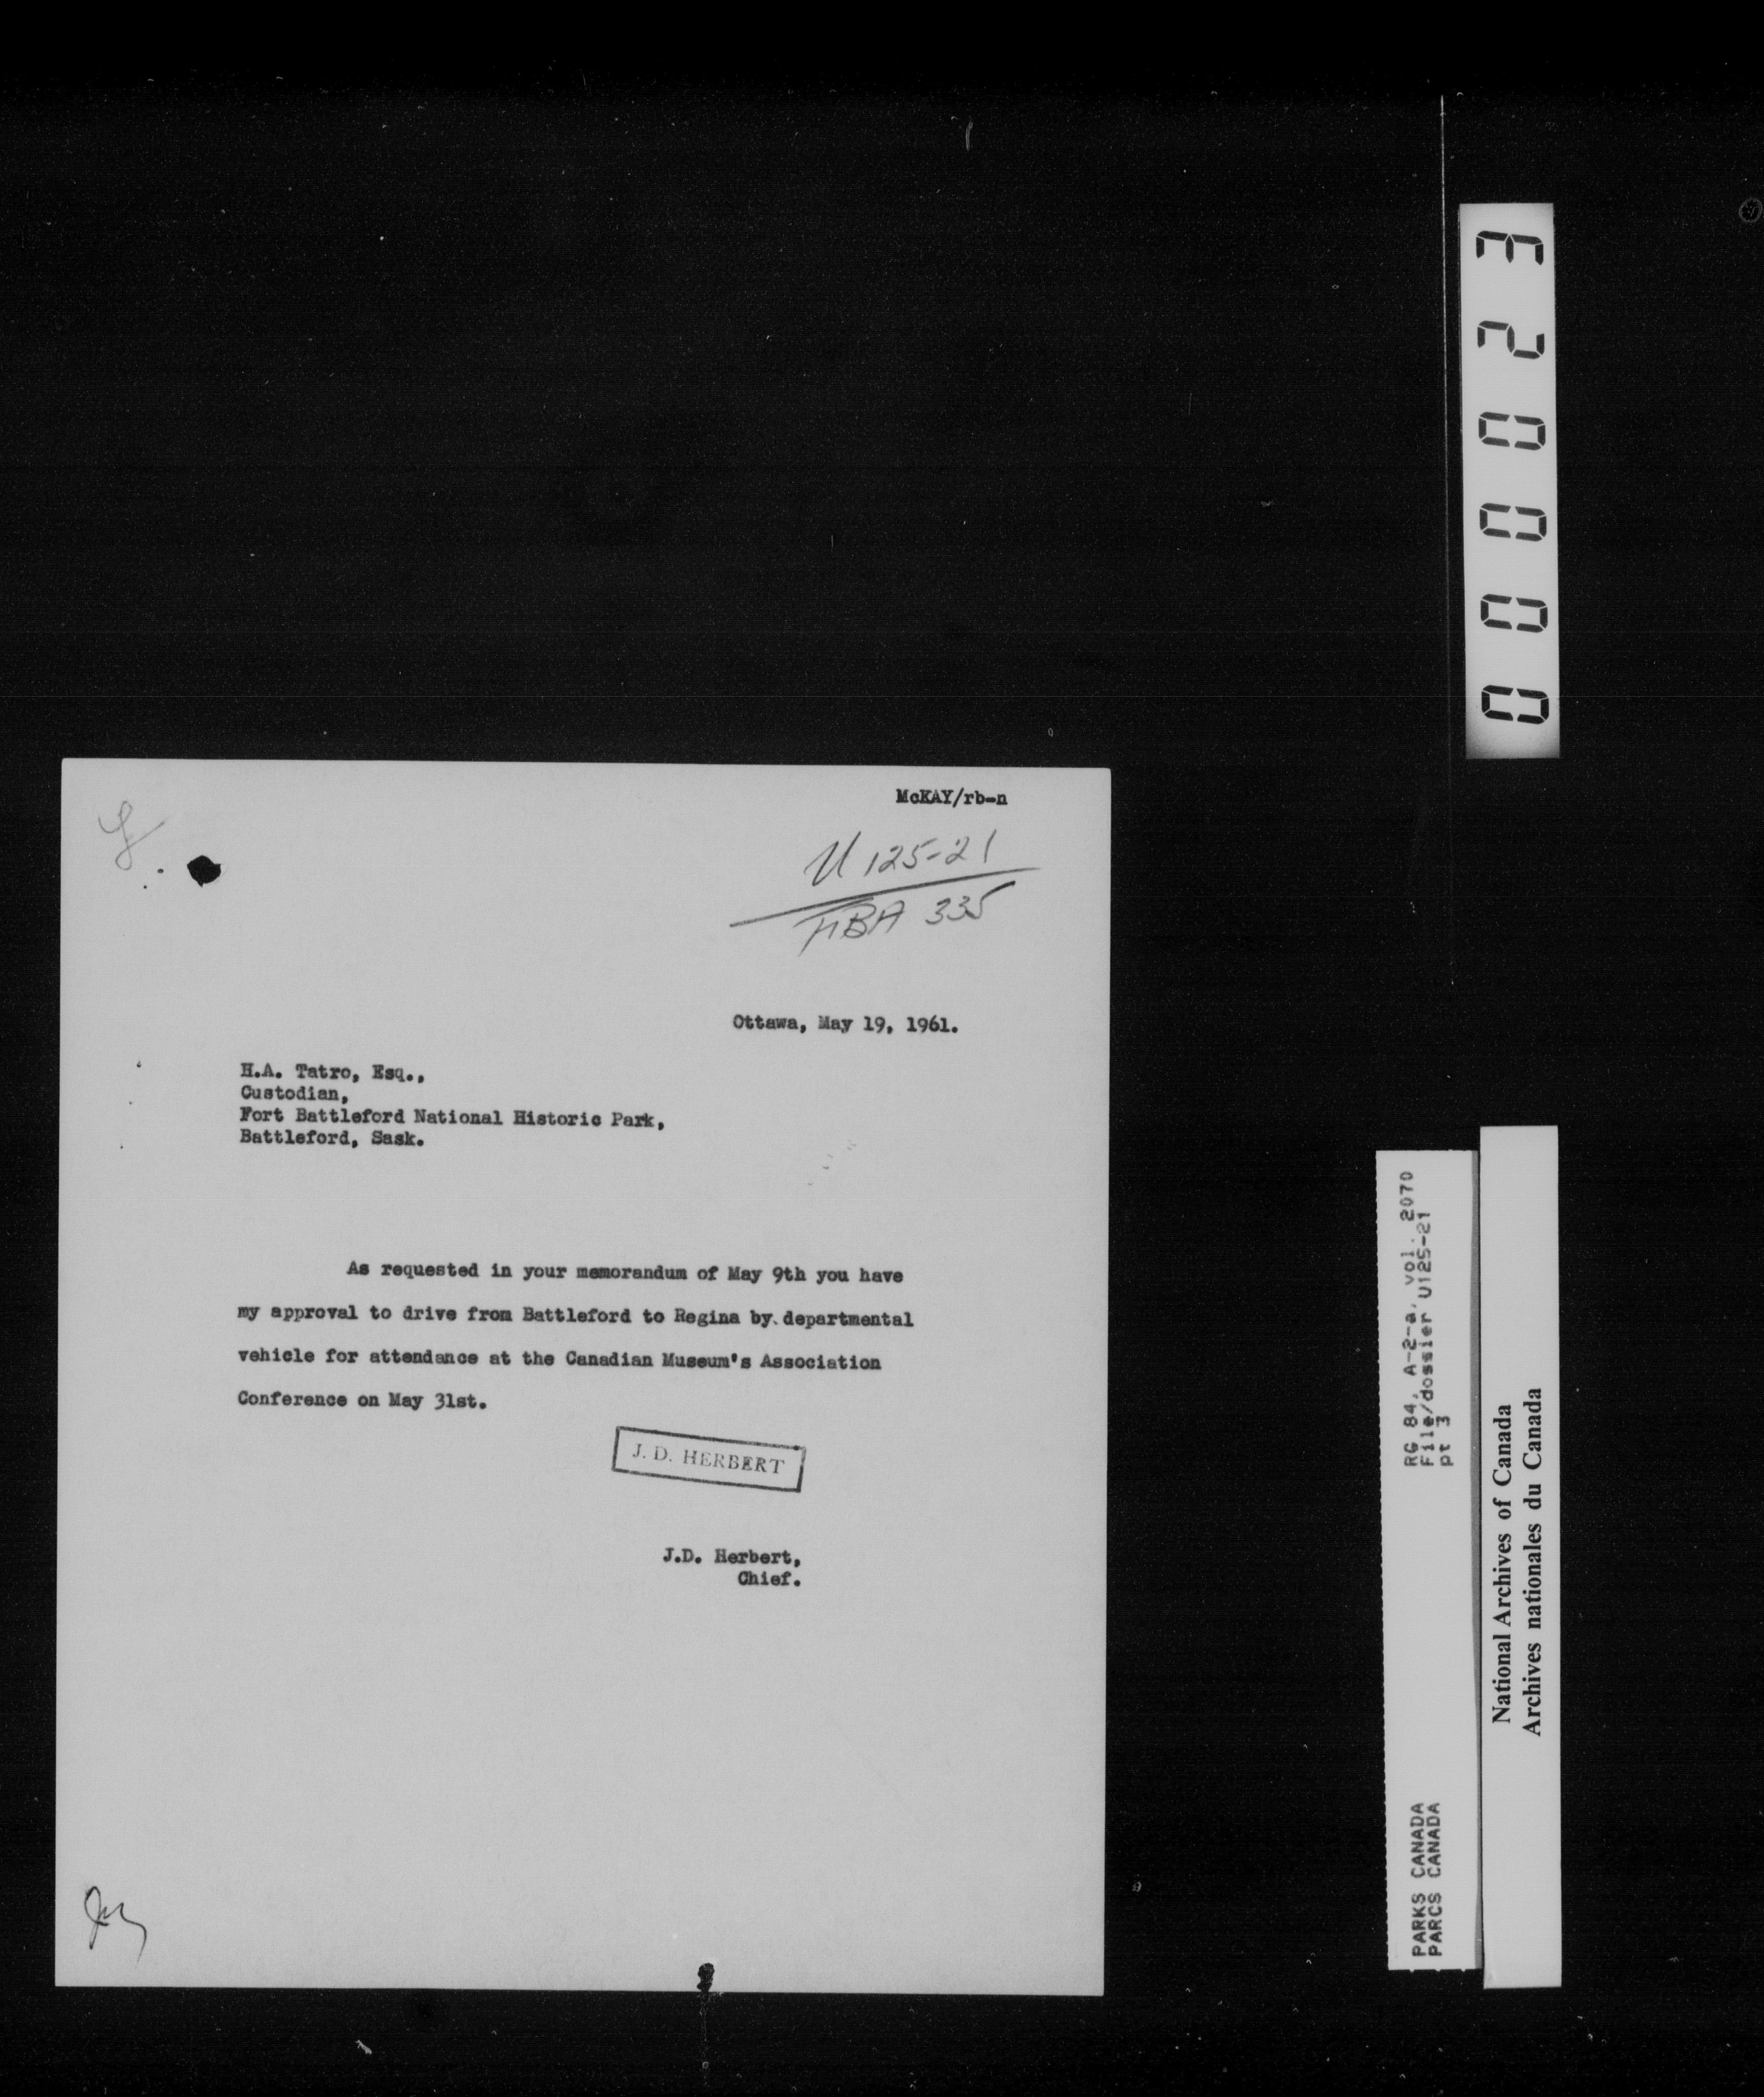 McKAY/rb-n
U 125-21
335
Ottawa, May 19, 1961.
H.A. Tatro, Esq.,
Custodian,
Fort Battleford National Historic Park,
Battleford, Sask.
As requested in your memorandum of May 9th you have
my approval to drive from Battleford to Regina by departmental
vehicle for attendance at the Canadian Museum's Association
Conference on May 31st.
J. D. HERBERT
J.D. Herbert,
Chief.
000023
RG 84, A-2-a, vol. 2070
File/dossier U125-21
pt 3
PARKS CANADA
PARCS CANADA
National Archives of Canada
Archives nationales du Canada